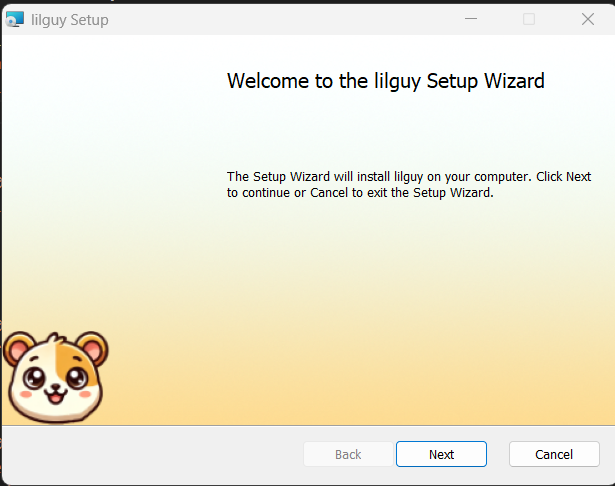 lilguy Setup
Welcome to the lilguy Setup Wizard
The Setup Wizard will install lilguy on your computer. Click Next
to continue or Cancel to exit the Setup Wizard.
Back
Next
Cancel